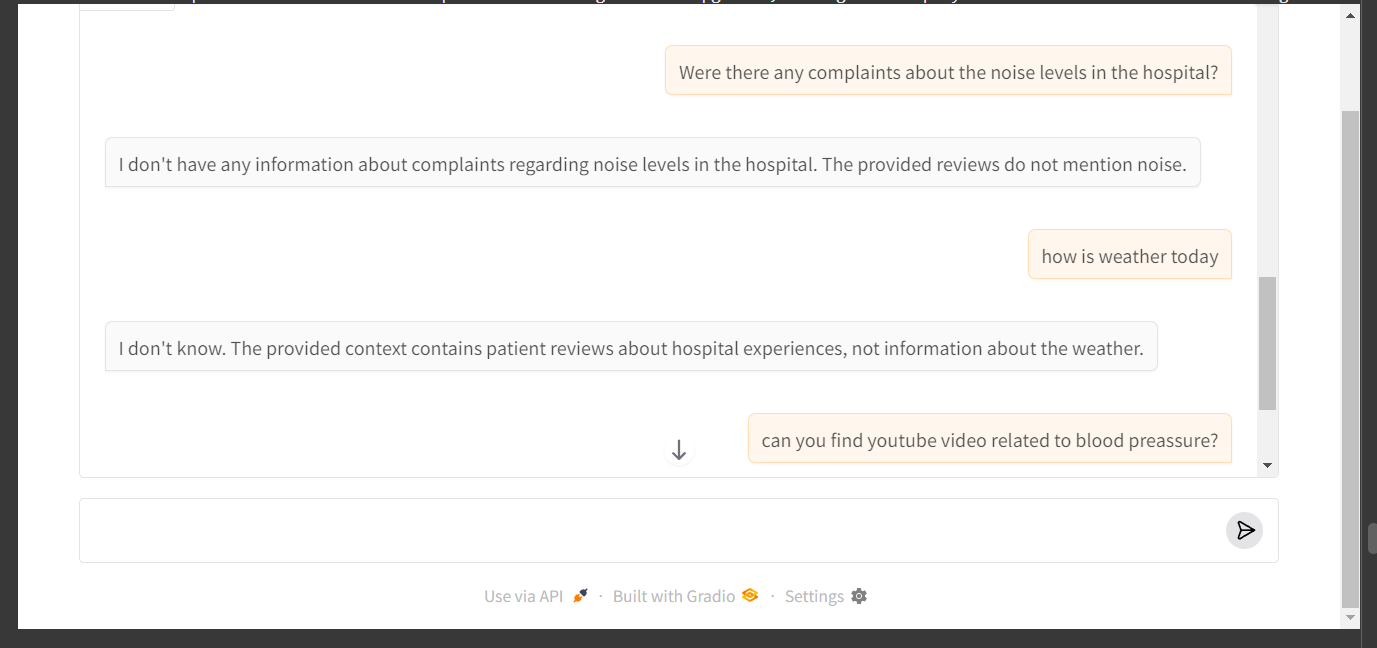 Were there any complaints about the noise levels in the hospital?
I don't have any information about complaints regarding noise levels in the hospital. The provided reviews do not mention noise.
how is weather today
I don't know. The provided context contains patient reviews about hospital experiences, not information about the weather.
can you find youtube video related to blood preassure?
Use via API · Built with Gradio · Settings